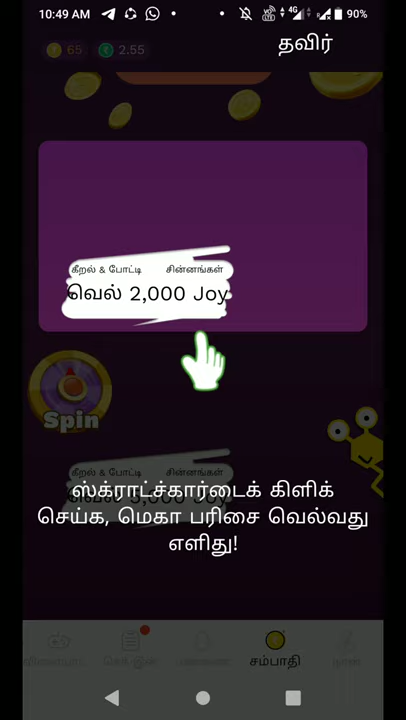 10:49 AM
4G
90%
65
2.55
தவிர்
கீறல் & போட்டி சின்னங்கள்
வெல் 2,000 Joy
Spin
கீறல் & போட்டி சின்னங்கள்
ஸ்க்ராட்ச்கார்டைக் கிளிக்
செய்க, மெகா பரிசை வெல்வது
எளிது!
சம்பாதி
நான்